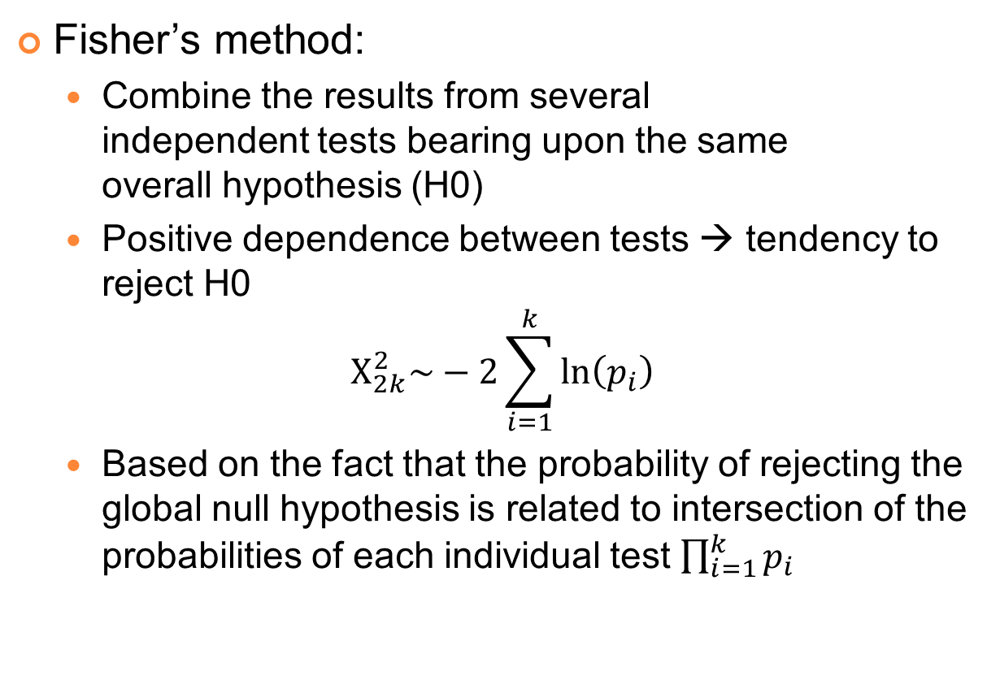 Fisher’s method:
Combine the results from several
independent tests bearing upon the same
overall hypothesis (H0)
Positive dependence between tests → tendency to
reject H0
$$\mathrm{X}_{2k}^{2} \sim -2 \sum_{i=1}^{k} \ln(p_i)$$
Based on the fact that the probability of rejecting the
global null hypothesis is related to intersection of the
probabilities of each individual test $\prod_{i=1}^{k} p_i$